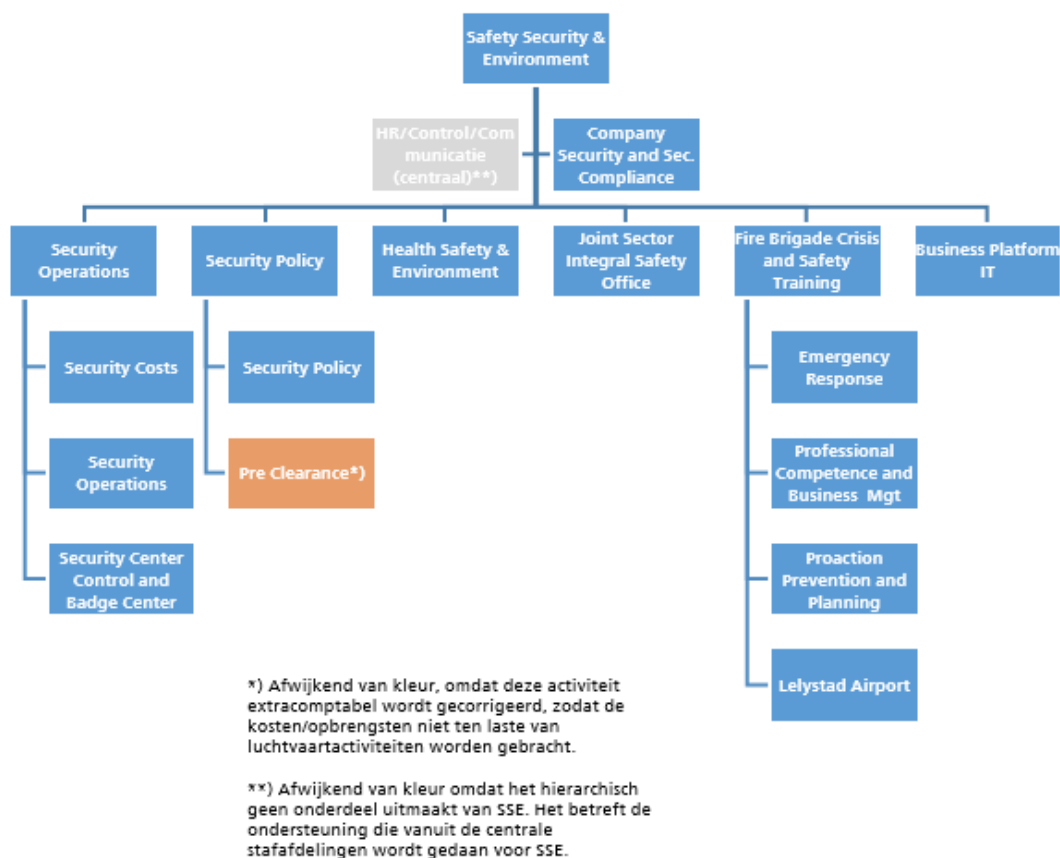 Safety Security &
Environment
HR/Control/Com
municatie
(centraal)**)
Company
Security and Sec.
Compliance
Security
Operations
Security Policy
Health Safety &
Environment
Joint Sector
Integral Safety
Office
Fire Brigade Crisis
and Safety
Training
Business Platform
IT
Security Costs
Security
Operations
Security Center
Control and
Badge Center
Security Policy
Pre Clearance*)
Emergency
Response
Professional
Competence and
Business Mgt
Proaction
Prevention and
Planning
Lelystad Airport
*) Afwijkend van kleur, omdat deze activiteit
extracomptabel wordt gecorrigeerd, zodat de
kosten/opbrengsten niet ten laste van
luchtvaartactiviteiten worden gebracht.
**) Afwijkend van kleur omdat het hierarchisch
geen onderdeel uitmaakt van SSE. Het betreft de
ondersteuning die vanuit de centrale
stafafdelingen wordt gedaan voor SSE.